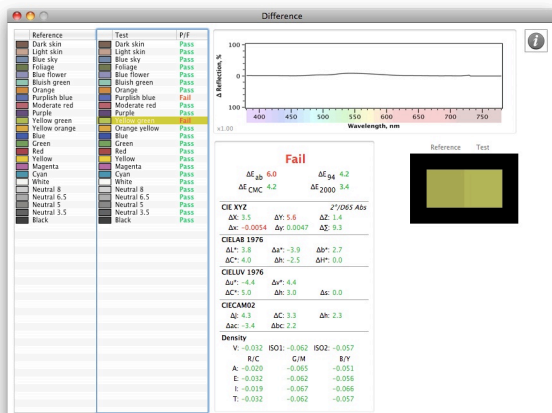 Difference
Reference Test P/F
Dark skin Dark skin Pass
Light skin Light skin Pass
Blue sky Blue sky Pass
Foliage Foliage Pass
Blue flower Blue flower Pass
Bluish green Bluish green Pass
Orange Orange Pass
Purplish blue Purplish blue Fail
Moderate red Moderate red Pass
Purple Purple Pass
Yellow green Yellow green Fail
Yellow orange Orange yellow Pass
Blue Blue Pass
Green Green Pass
Red Red Pass
Yellow Yellow Pass
Magenta Magenta Pass
Cyan Cyan Pass
White White Pass
Neutral 8 Neutral 8 Pass
Neutral 6.5 Neutral 6.5 Pass
Neutral 5 Neutral 5 Pass
Neutral 3.5 Neutral 3.5 Pass
Black Black Pass
Δ Reflection, %
100
0
100
400 450 500 550 600 650 700 750
x1.00 Wavelength, nm
i
Reference Test
Fail
ΔE ab 6.0 ΔE 94 4.2
ΔE CMC 4.2 ΔE 2000 3.4
CIE XYZ 2°/D65 Abs
ΔX: 3.5 ΔY: 5.6 ΔZ: 1.4
Δx: -0.0054 Δy: 0.0047 ΔΣ: 9.3
CIELAB 1976
ΔL*: 3.8 Δa*: -3.9 Δb*: 2.7
ΔC*: 4.0 Δh: -2.5 ΔH*: 0.0
CIELUV 1976
Δu*: -4.4 Δv*: 4.4
ΔC*: 5.0 Δh: 3.0 Δs: 0.0
CIECAM02
ΔJ: 4.3 ΔC: 3.3 Δh: 2.3
Δac: -3.4 Δbc: 2.2
Density
V: -0.032 ISO1: -0.062 ISO2: -0.057
R/C G/M B/Y
A: -0.020 -0.065 -0.051
E: -0.032 -0.062 -0.056
I: -0.019 -0.067 -0.066
T: -0.032 -0.062 -0.057